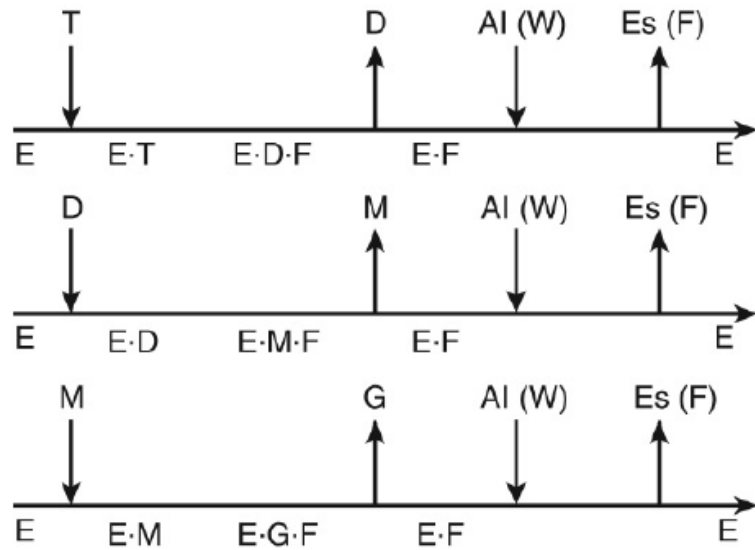 T D Al (W) Es (F)
E E·T E·D·F E·F E
D M Al (W) Es (F)
E E·D E·M·F E·F E
M G Al (W) Es (F)
E E·M E·G·F E·F E